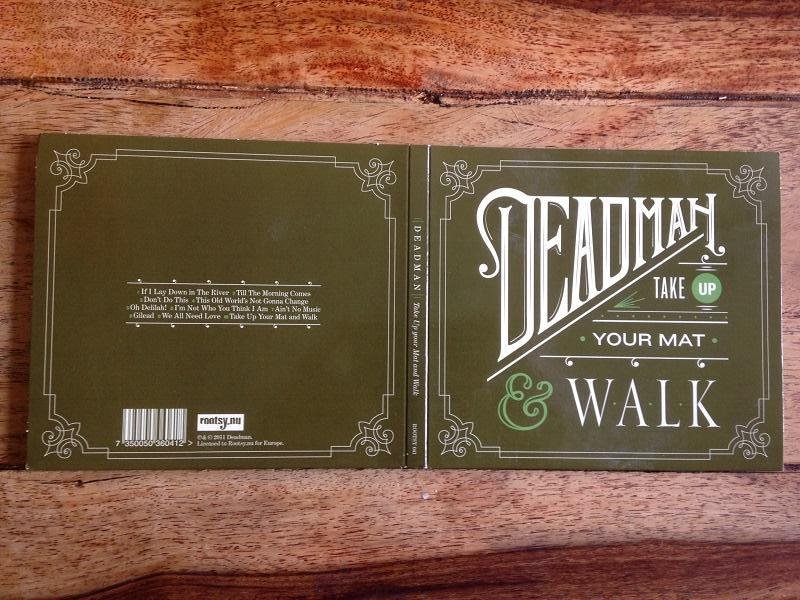 If I Lay Down in The River Till The Morning Comes
Don't Do This This Old World's Not Gonna Change
Oh Delilah! I'm Not Who You Think I Am Ain't No Music
Gilead We All Need Love Take Up Your Mat and Walk
7 350050 360412 >
rootsy.nu
℗ & © 2011 Deadman.
Licensed to Rootsy.nu for Europe.
DEADMAN Take Up your Mat and Walk
DEADMAN
TAKE UP
YOUR MAT
& WALK